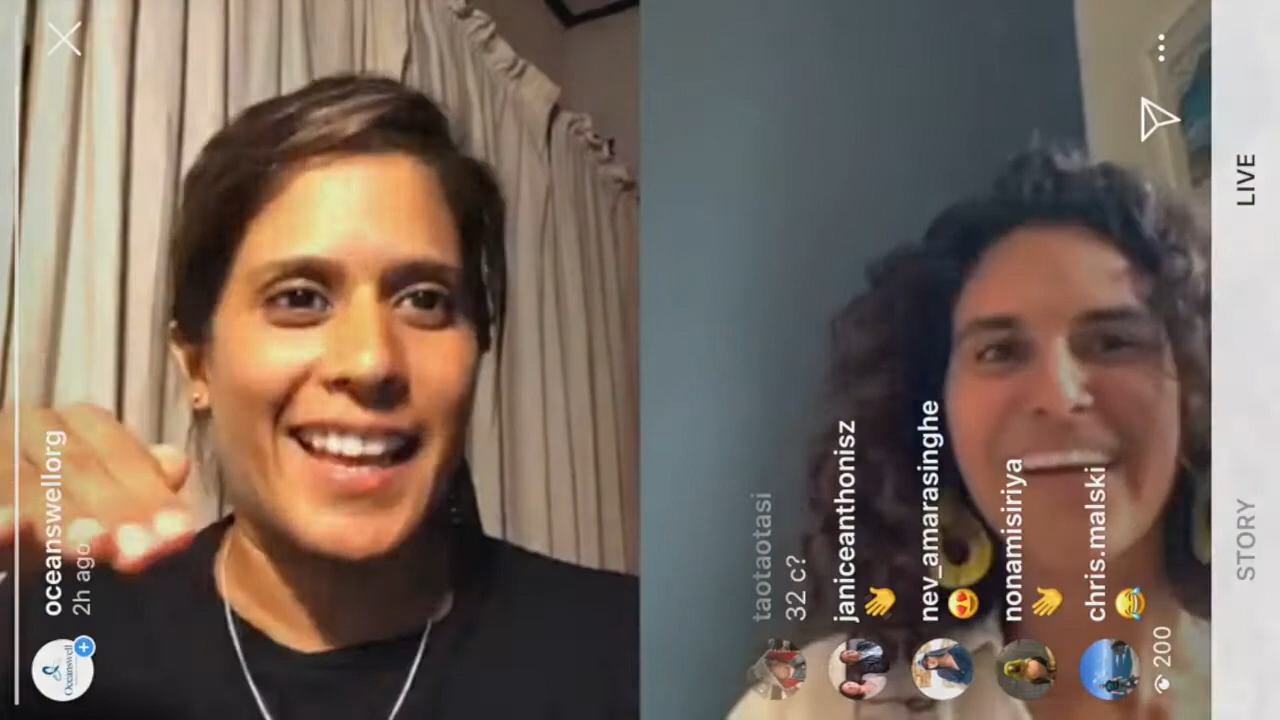 oceanswellorg
2h ago
Oceanswell
taotaotasi
32 c?
janiceanthonisz
👋
nev_amarasinghe
😍
nonamisiriya
👋
chris.malski
😂
200
STORY
LIVE